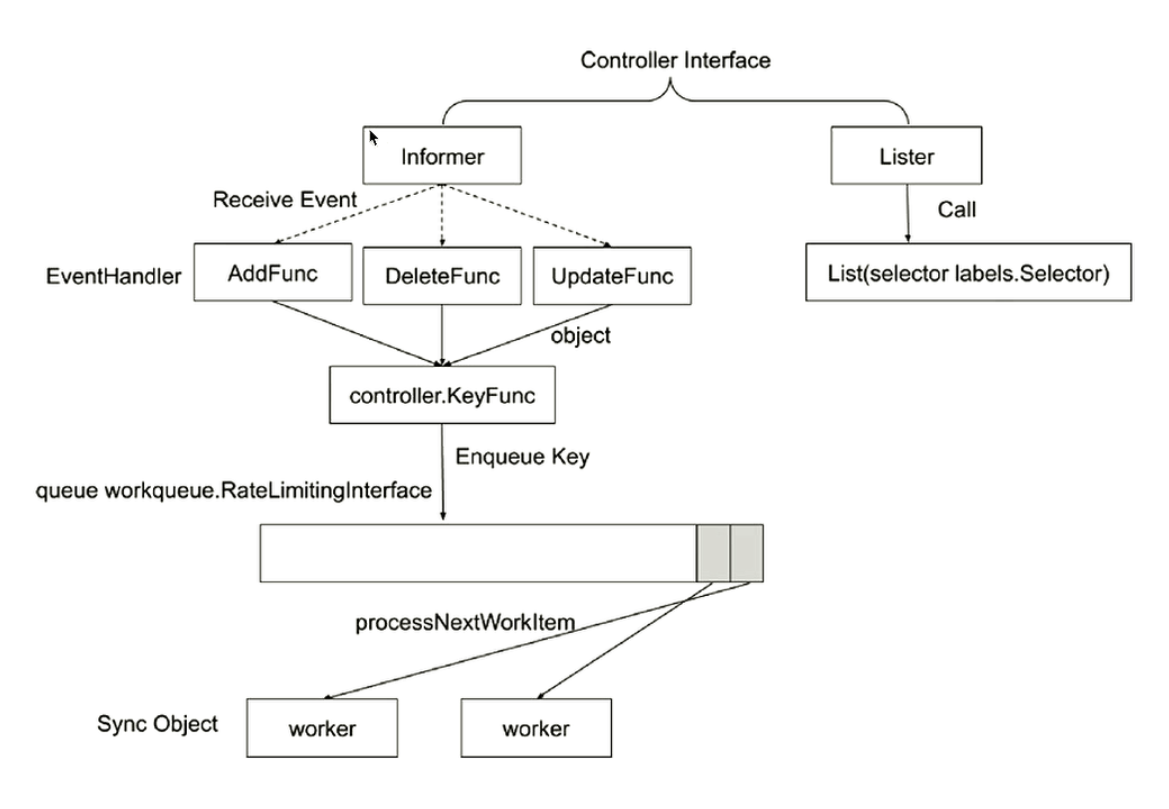 Controller Interface
Informer
Lister
Receive Event
Call
EventHandler
AddFunc
DeleteFunc
UpdateFunc
List(selector labels.Selector)
object
controller.KeyFunc
Enqueue Key
queue workqueue.RateLimitingInterface
processNextWorkItem
Sync Object
worker
worker